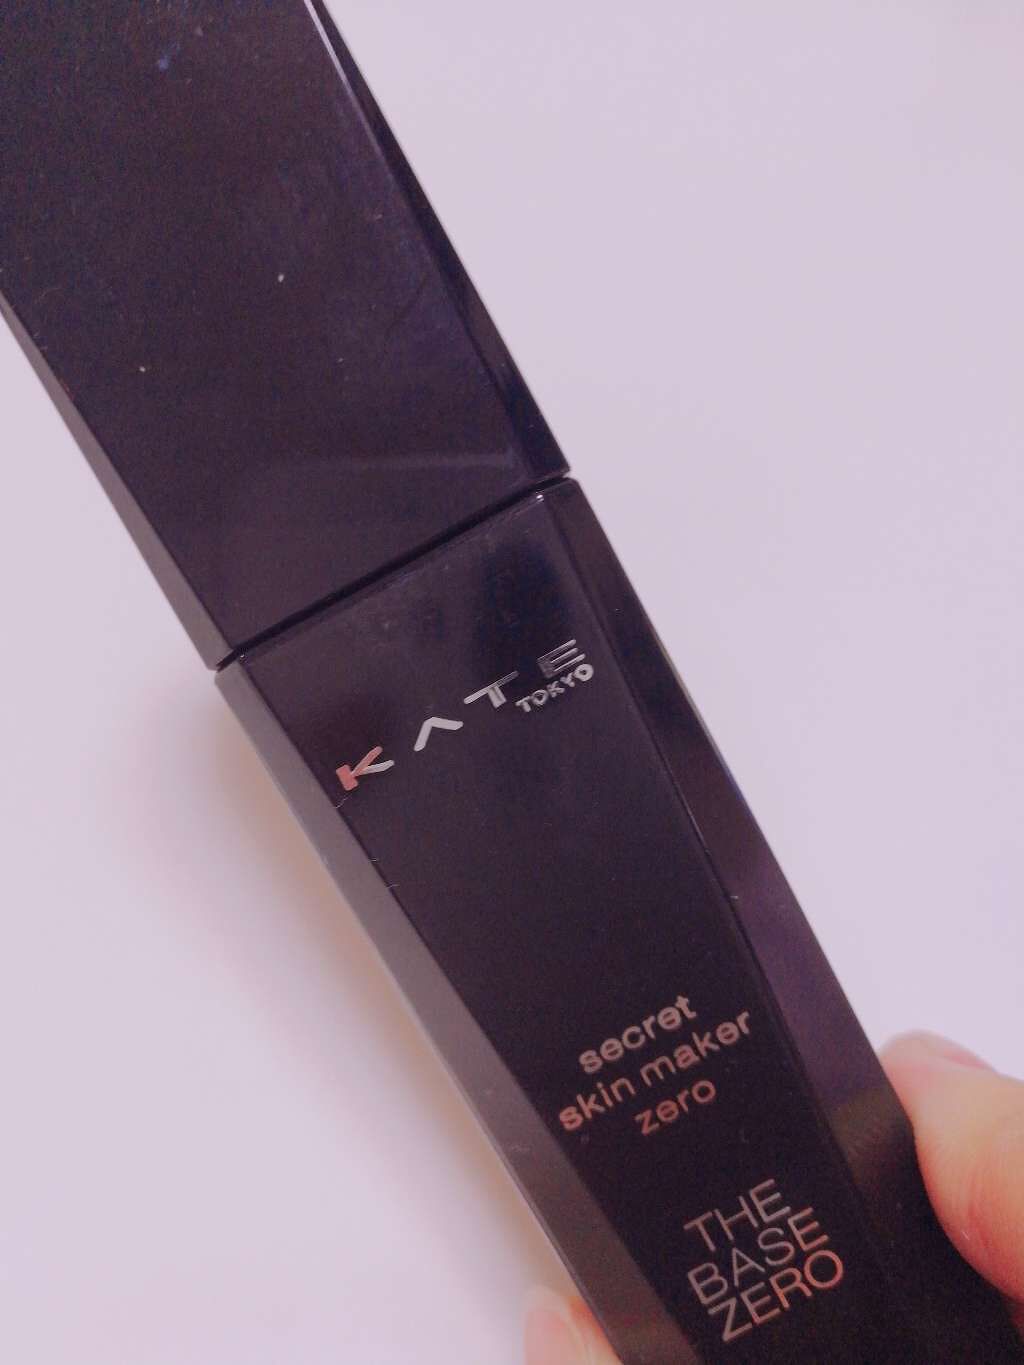 KATE
TOKYO
secret
skin maker
zero
THE
BASE
ZERO